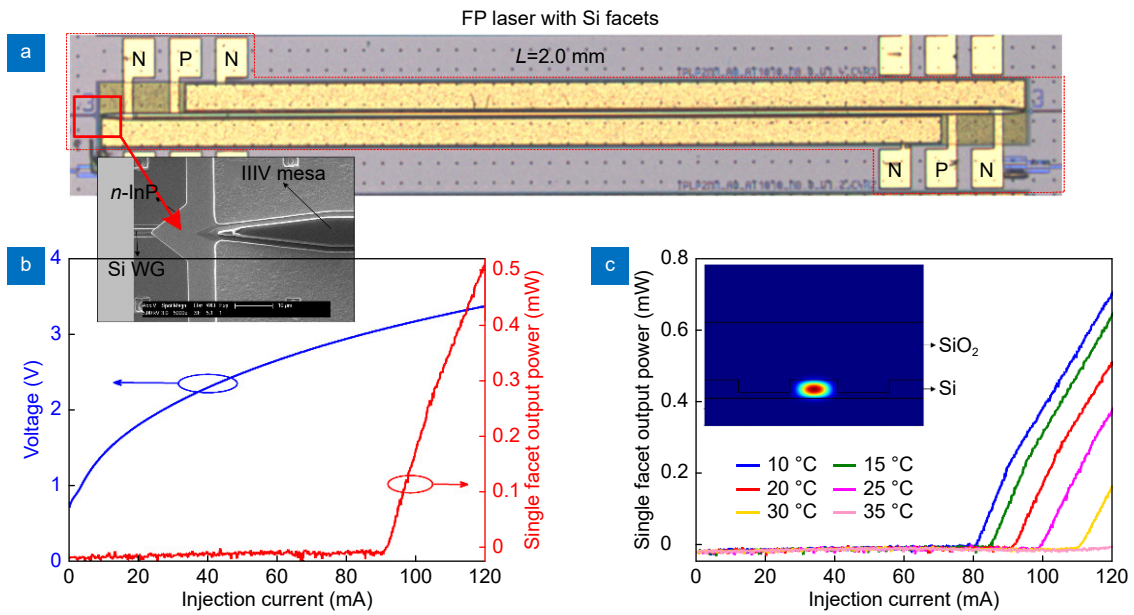 FP laser with Si facets
a
L=2.0 mm
N P N
3
3
N P N
n-InP
IIIV mesa
Si WG
10 μm
b
4
3
2
1
0
Voltage (V)
0.5
0.4
0.3
0.2
0.1
0
Single facet output power (mW)
0 20 40 60 80 100 120
Injection current (mA)
c
0.8
0.6
0.4
0.2
0
Single facet output power (mW)
SiO2
Si
10 °C 15 °C
20 °C 25 °C
30 °C 35 °C
0 20 40 60 80 100 120
Injection current (mA)